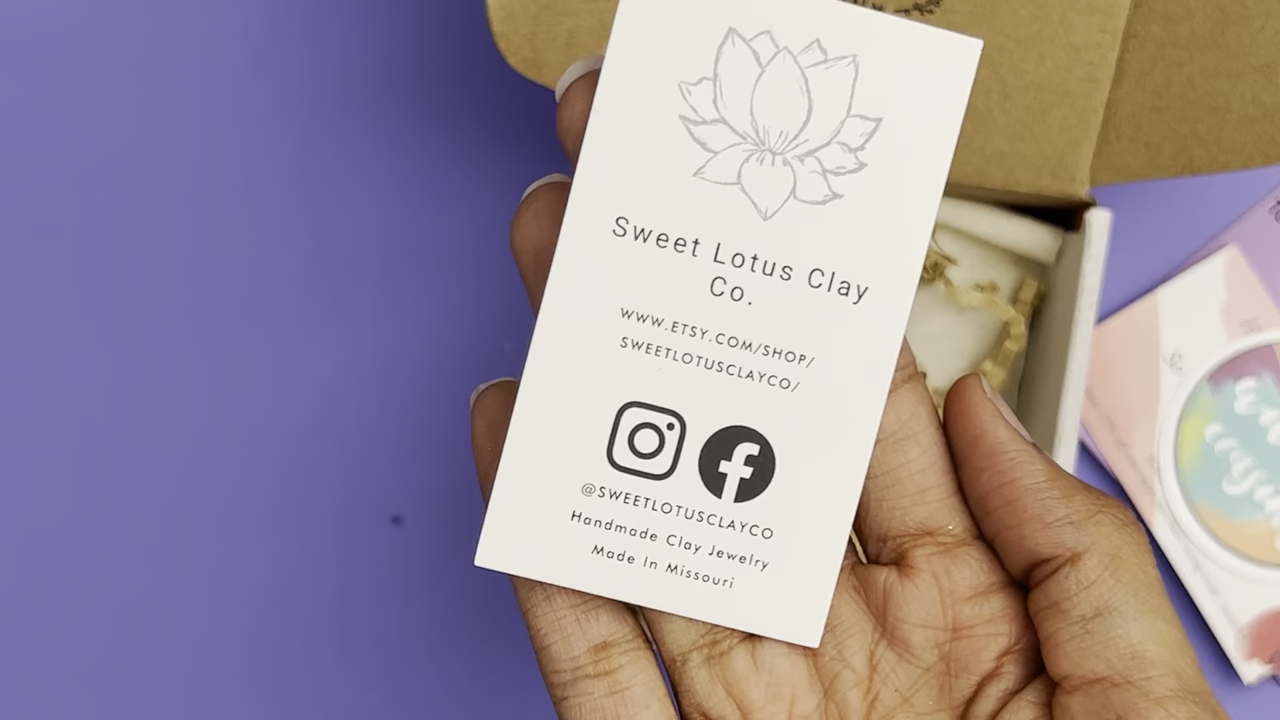 Sweet Lotus Clay
Co.
WWW.ETSY.COM/SHOP/
SWEETLOTUSCLAYCO/
@SWEETLOTUSCLAYCO
Handmade Clay Jewelry
Made In Missouri